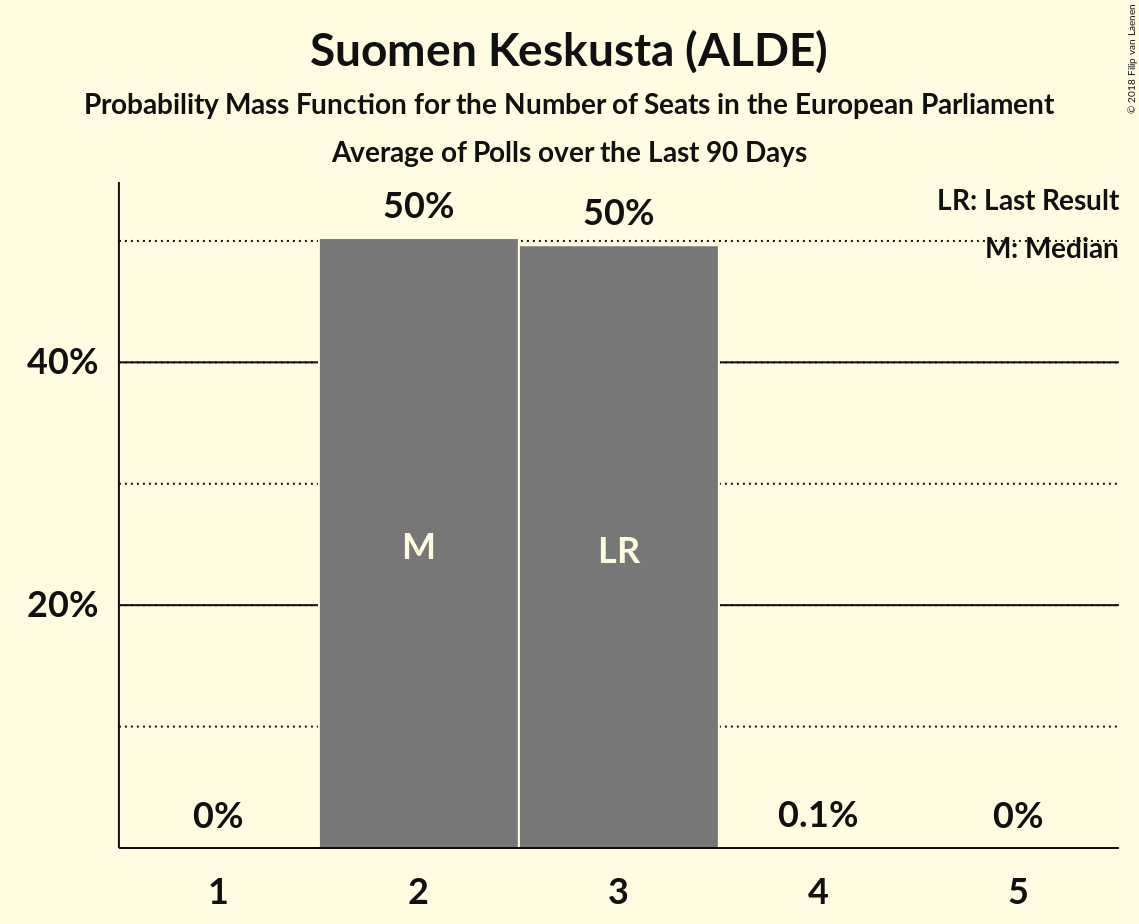 Suomen Keskusta (ALDE)
Probability Mass Function for the Number of Seats in the European Parliament
Average of Polls over the Last 90 Days
© 2018 Filip van Laenen
LR: Last Result
M: Median
50%
50%
40%
M
LR
20%
0%
0.1%
0%
1
2
3
4
5